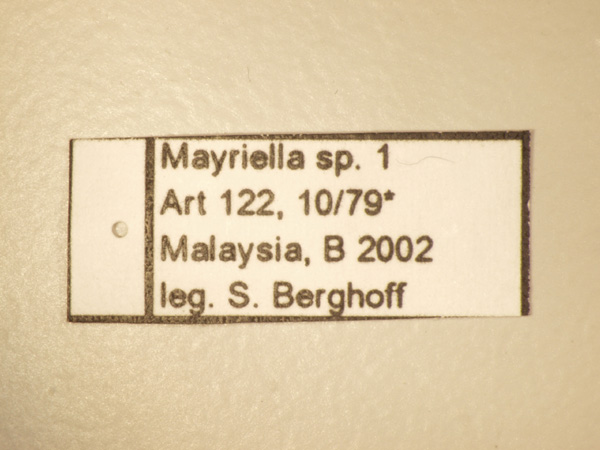 Mayriella sp. 1
Art 122, 10/79*
Malaysia, B 2002
leg. S. Berghoff